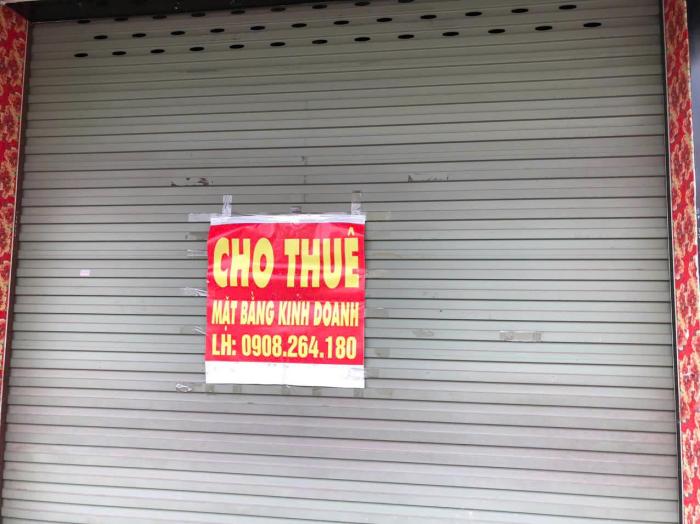 CHO THUÊ
MẶT BẰNG KINH DOANH
LH: 0908.264.180